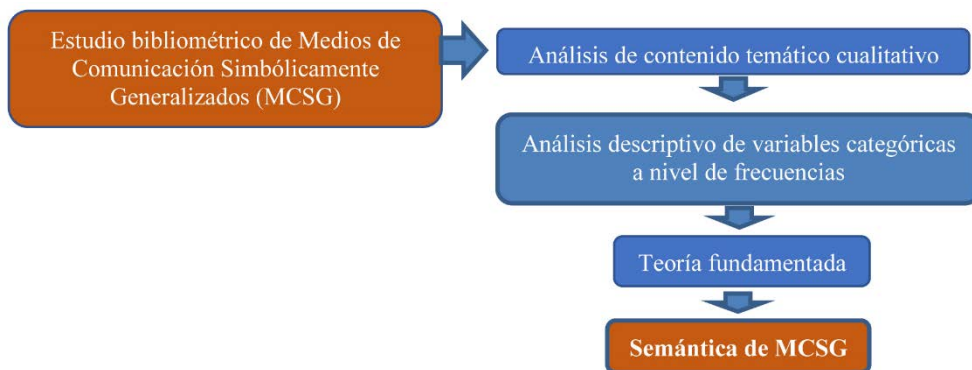 Estudio bibliométrico de Medios de
Comunicación Simbólicamente
Generalizados (MCSG)
Análisis de contenido temático cualitativo
Análisis descriptivo de variables categóricas
a nivel de frecuencias
Teoría fundamentada
Semántica de MCSG